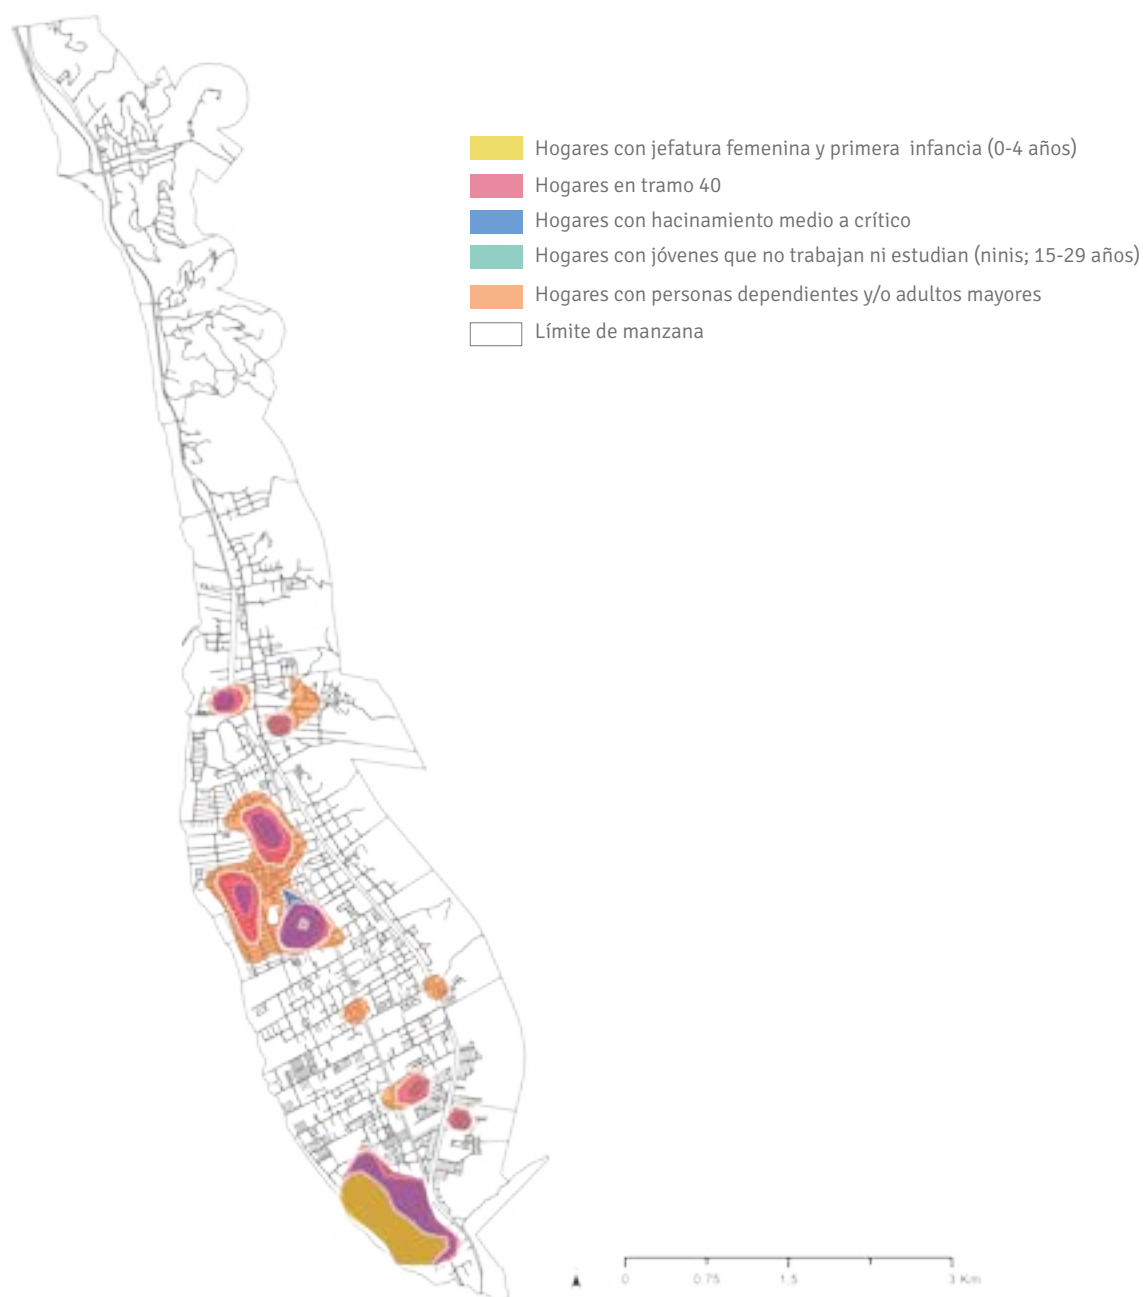 Hogares con jefatura femenina y primera infancia (0-4 años)
Hogares en tramo 40
Hogares con hacinamiento medio a crítico
Hogares con jóvenes que no trabajan ni estudian (ninis; 15-29 años)
Hogares con personas dependientes y/o adultos mayores
Límite de manzana
0 0.75 1.5 3 Km